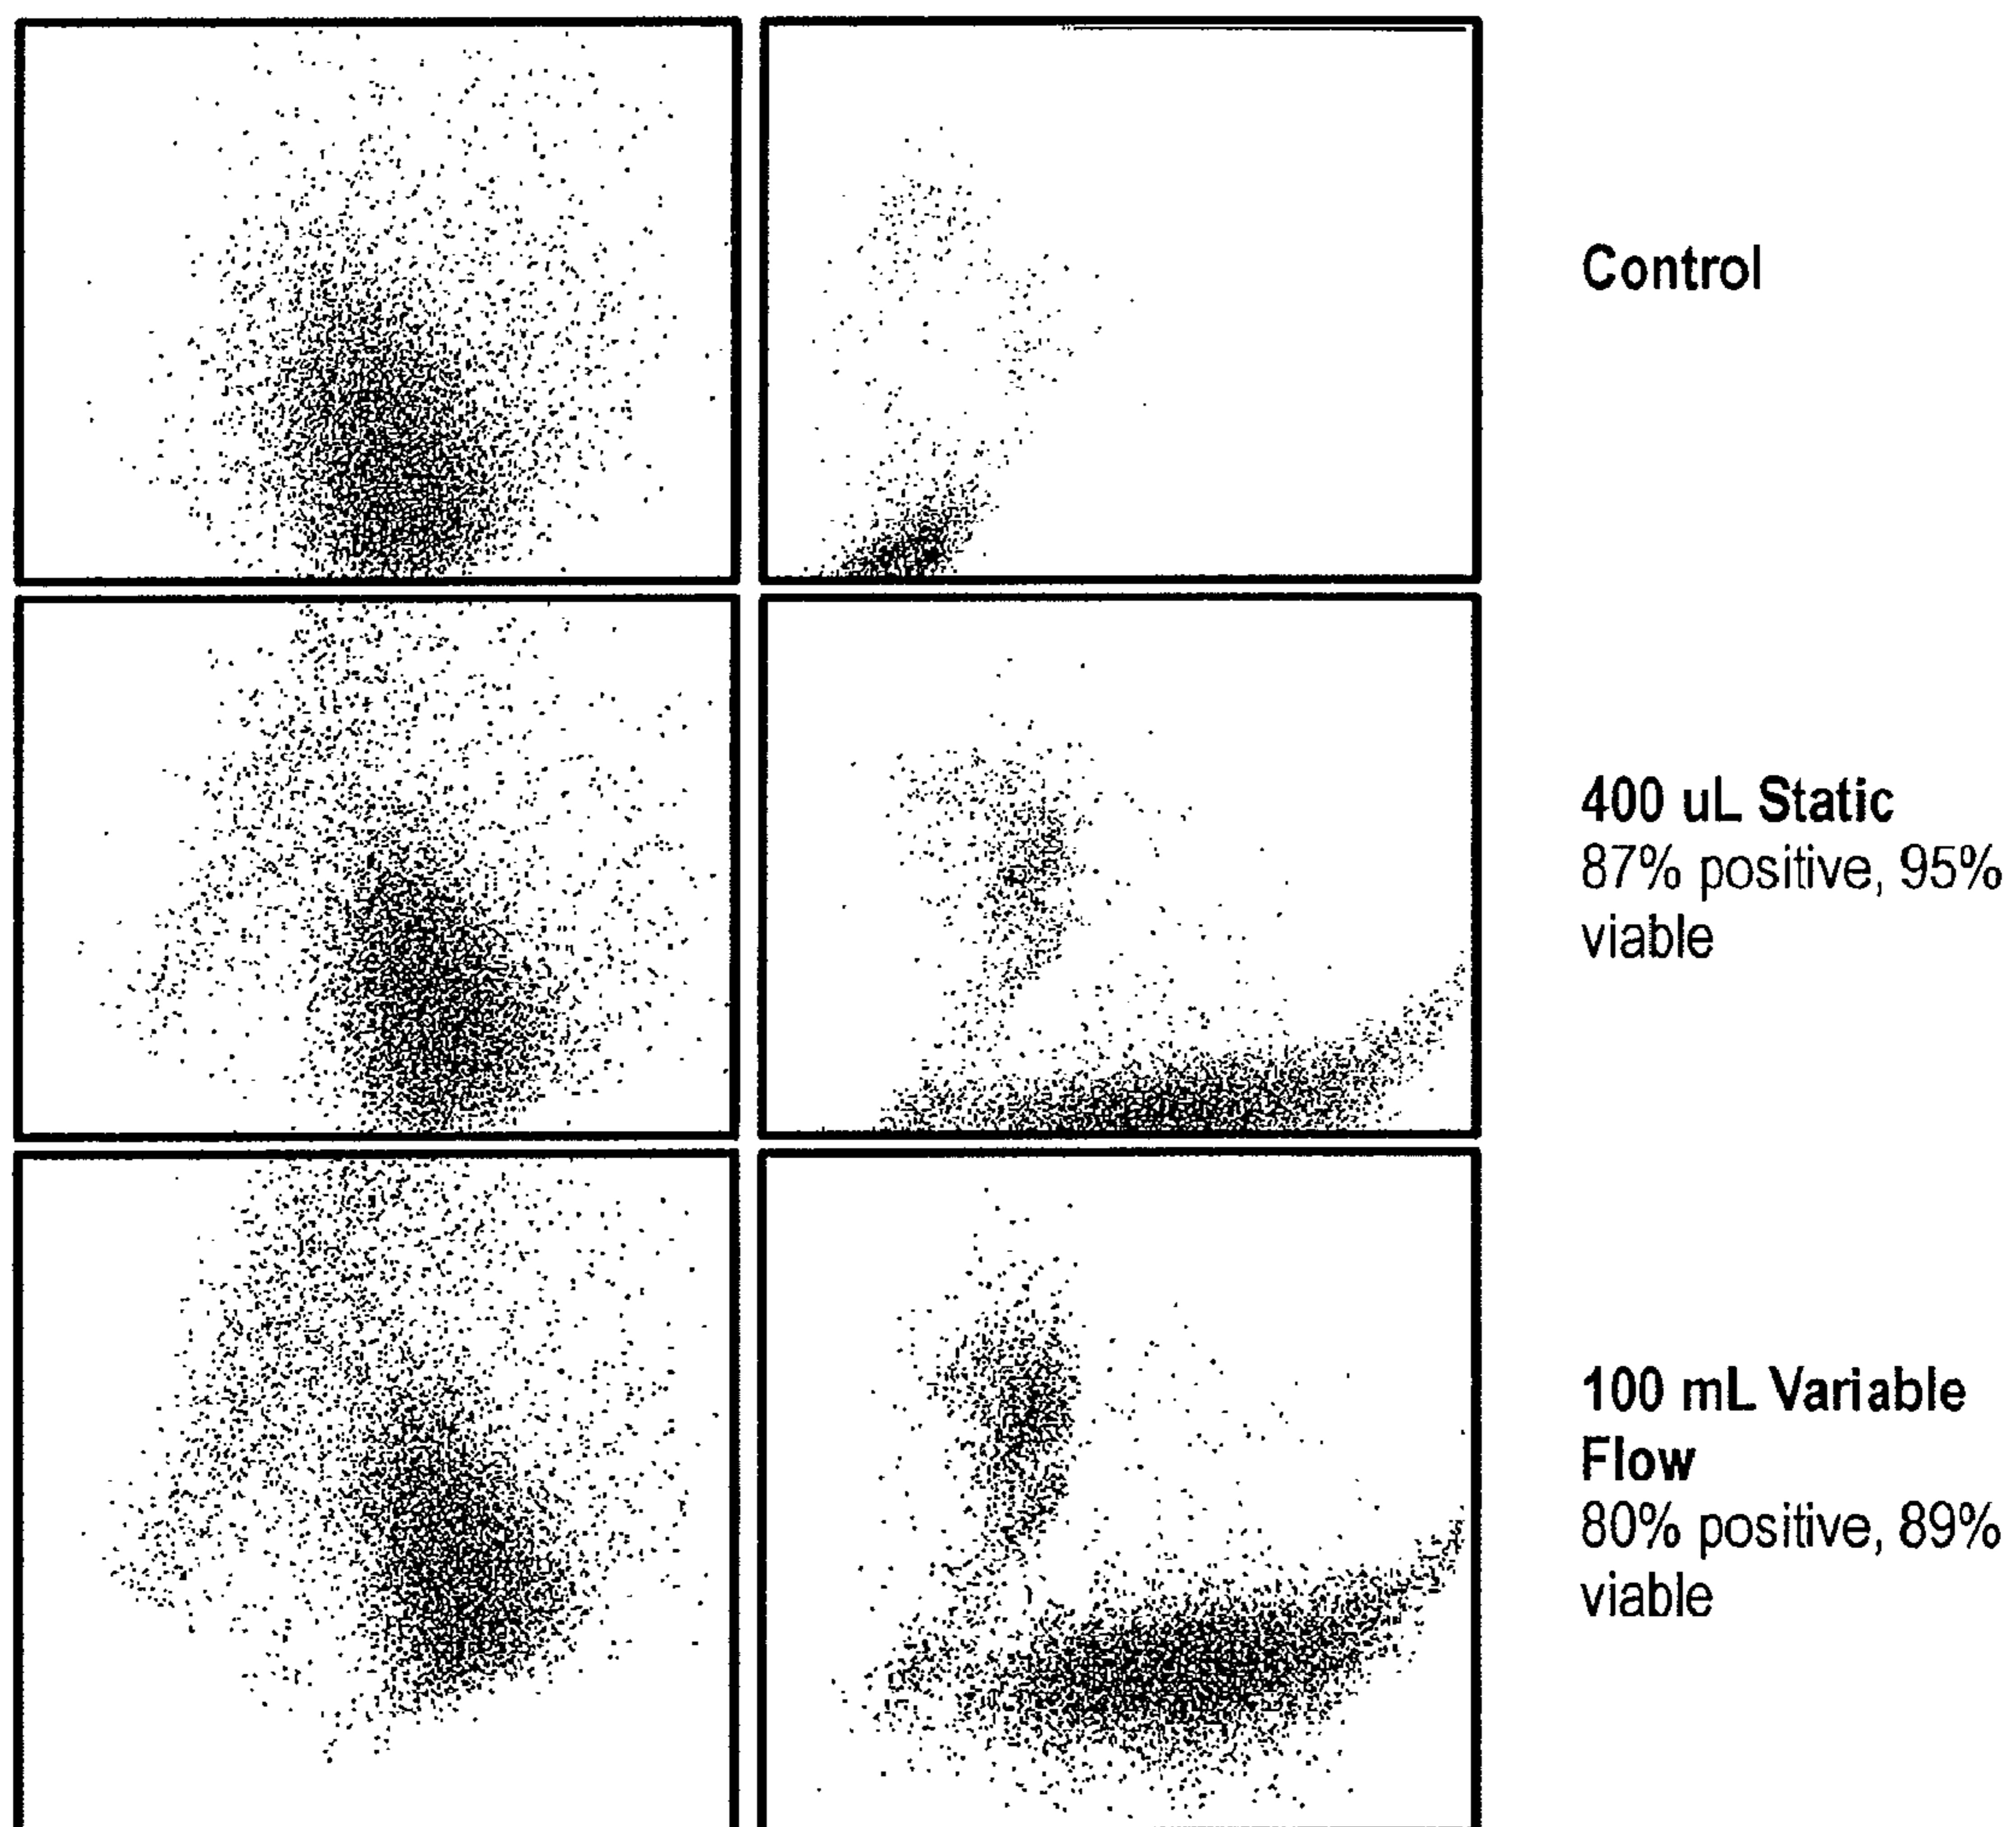 Control
400 uL Static
87% positive, 95%
viable
100 mL Variable
Flow
80% positive, 89%
viable